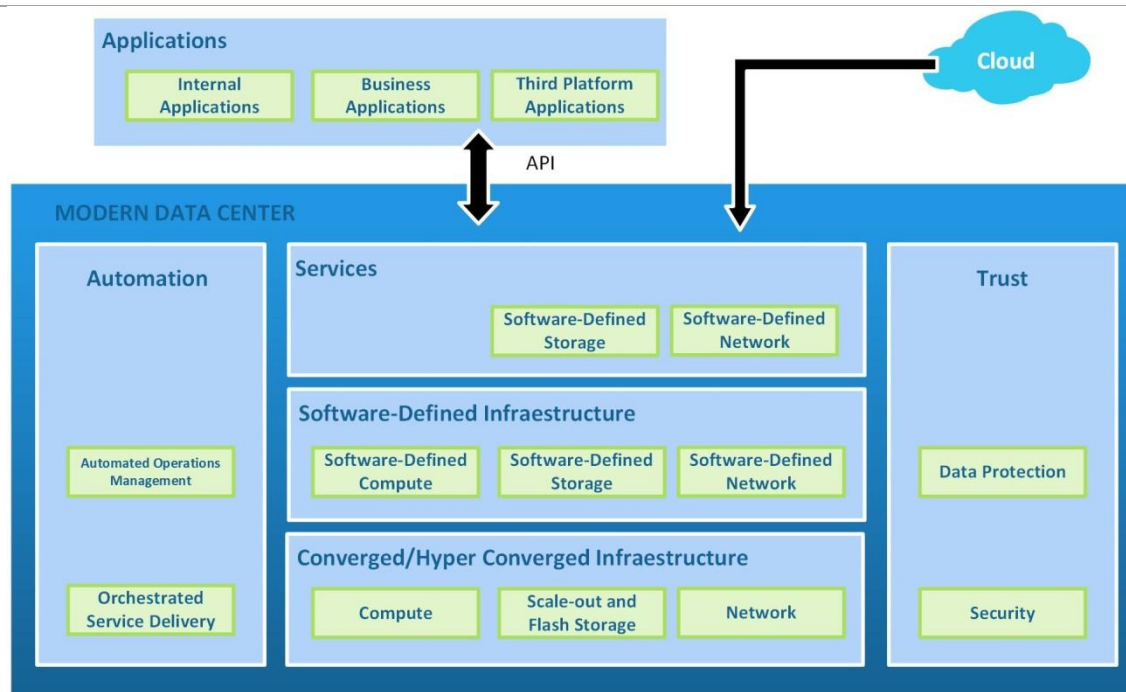 Applications
Internal
Applications
Business
Applications
Third Platform
Applications
Cloud
API
MODERN DATA CENTER
Automation
Automated Operations
Management
Orchestrated
Service Delivery
Services
Software-Defined
Storage
Software-Defined
Network
Software-Defined Infraestructure
Software-Defined
Compute
Software-Defined
Storage
Software-Defined
Network
Converged/Hyper Converged Infraestructure
Compute
Scale-out and
Flash Storage
Network
Trust
Data Protection
Security